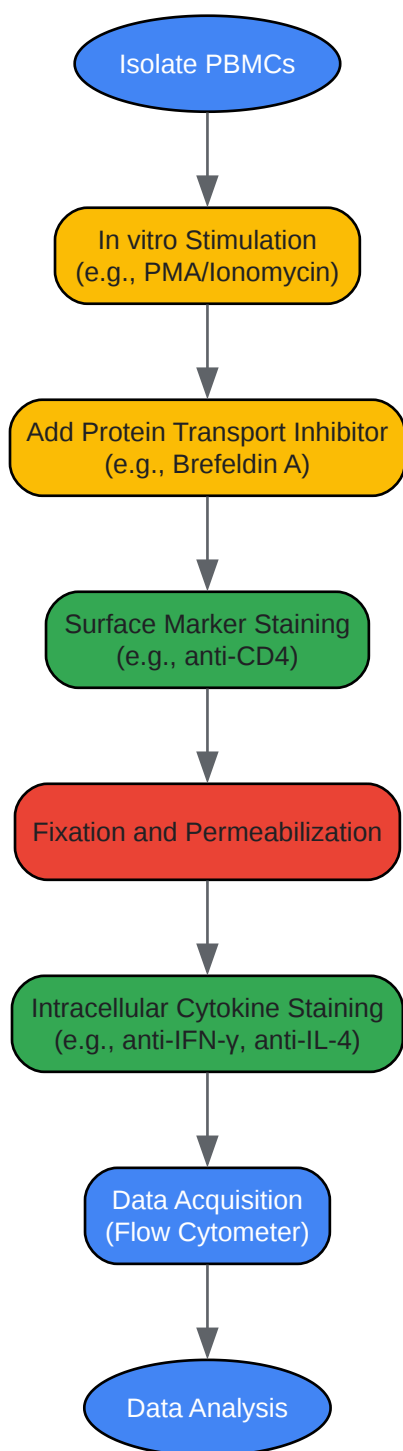 Isolate PBMCs
In vitro Stimulation
(e.g., PMA/Ionomycin)
Add Protein Transport Inhibitor
(e.g., Brefeldin A)
Surface Marker Staining
(e.g., anti-CD4)
Fixation and Permeabilization
Intracellular Cytokine Staining
(e.g., anti-IFN-γ, anti-IL-4)
Data Acquisition
(Flow Cytometer)
Data Analysis